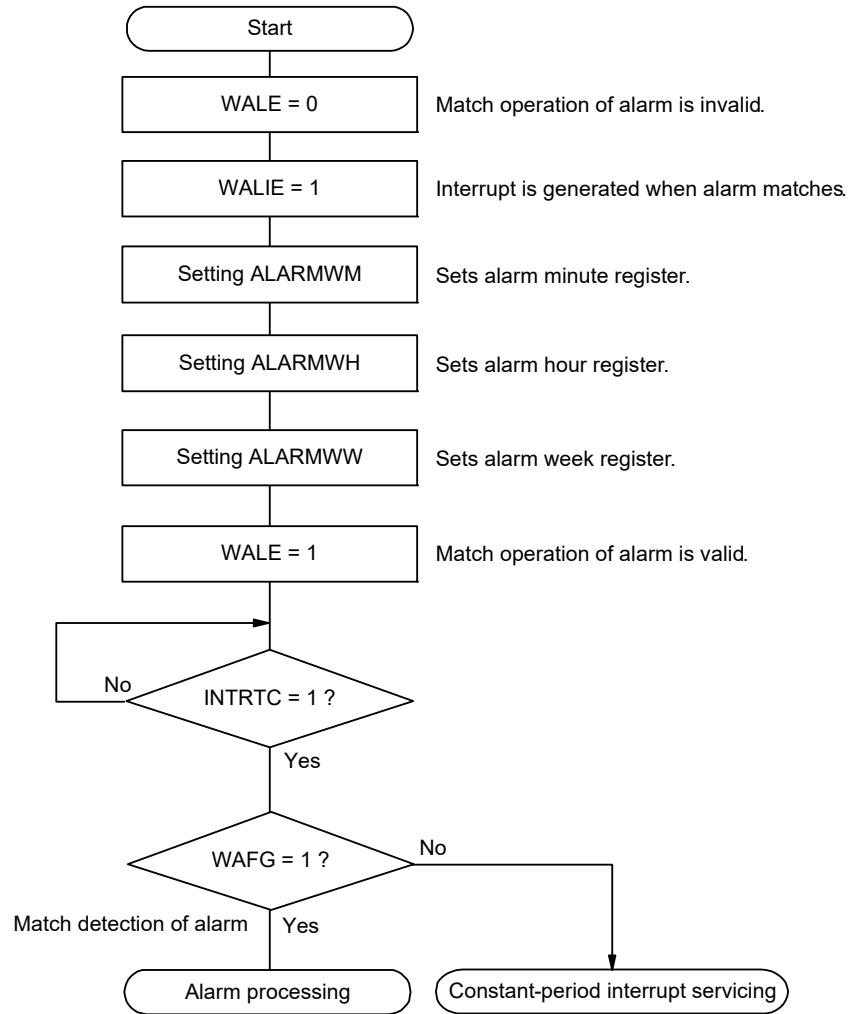 Start
WALE = 0
Match operation of alarm is invalid.
WALIE = 1
Interrupt is generated when alarm matches.
Setting ALARMWM
Sets alarm minute register.
Setting ALARMWH
Sets alarm hour register.
Setting ALARMWW
Sets alarm week register.
WALE = 1
Match operation of alarm is valid.
No
INTRTC = 1 ?
Yes
WAFG = 1 ?
No
Match detection of alarm
Yes
Alarm processing
Constant-period interrupt servicing